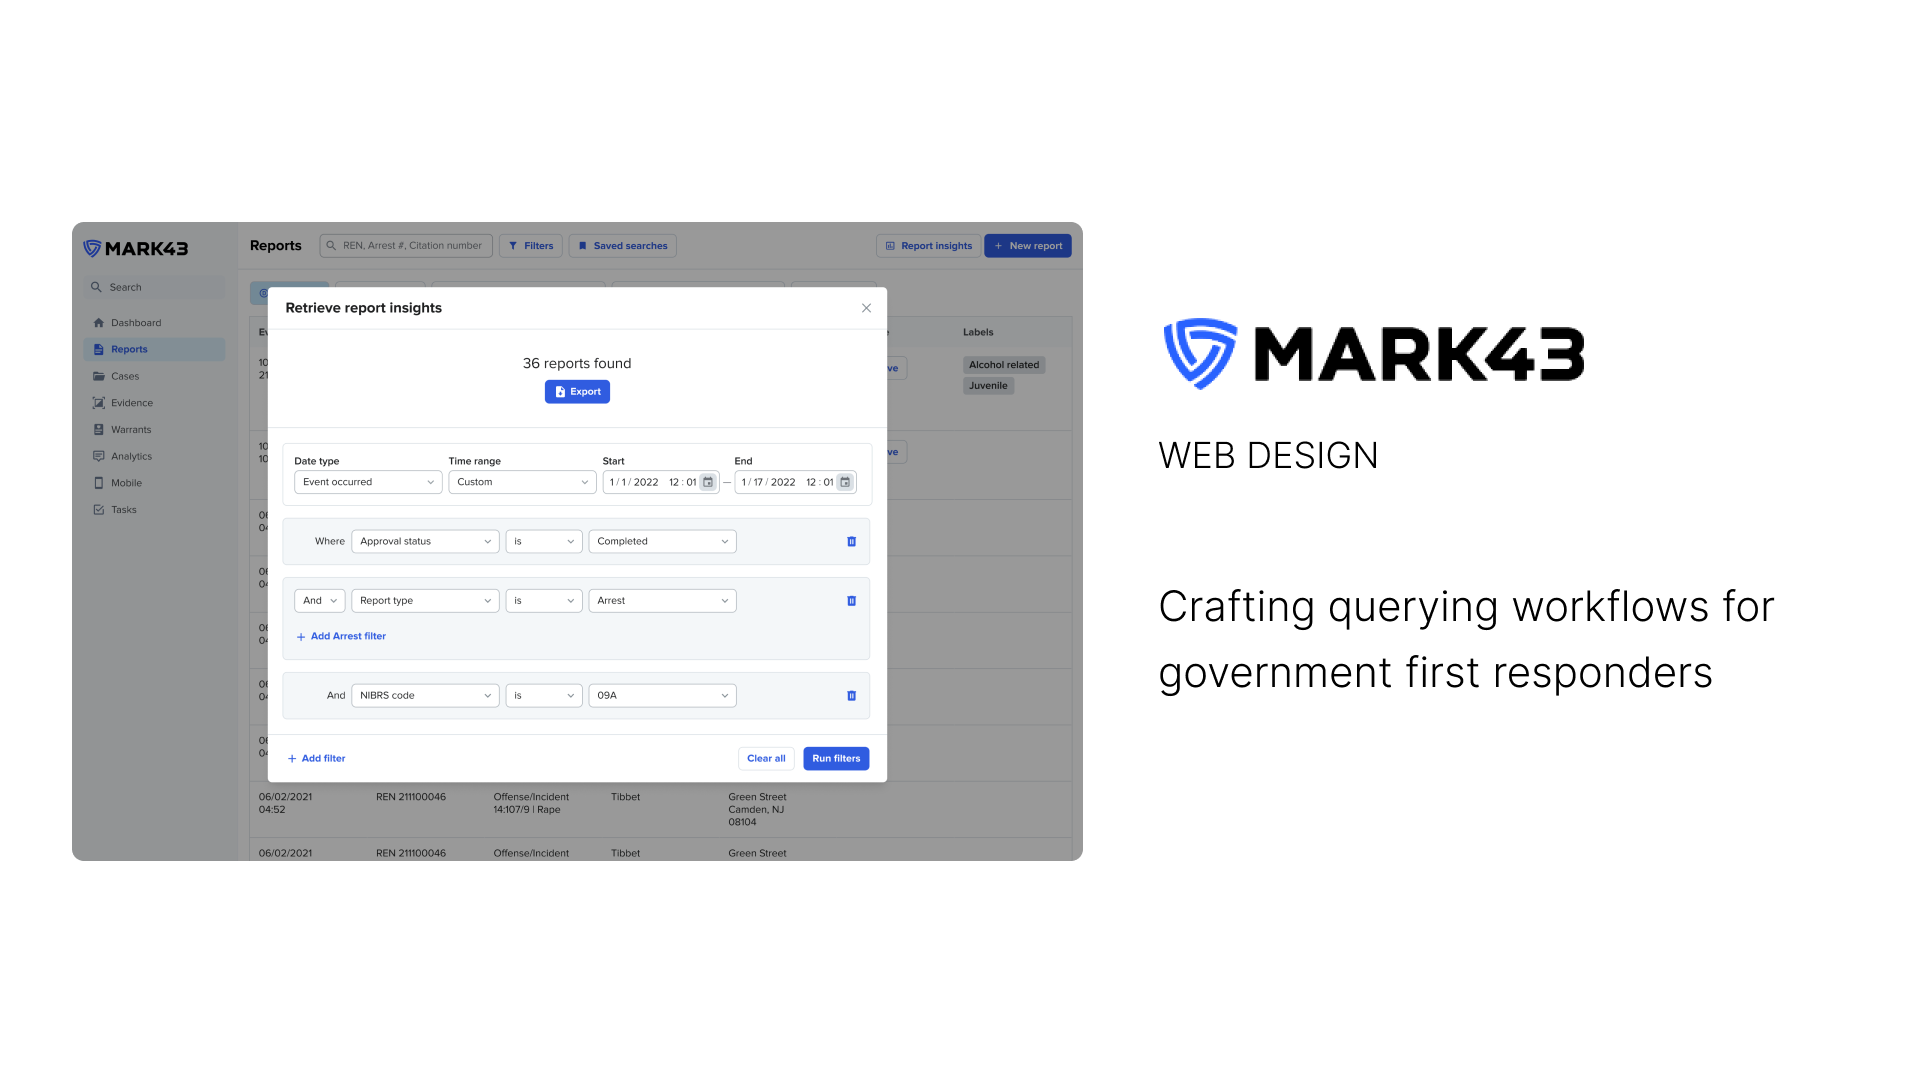 MARK43
Search
Dashboard
Reports
Cases
Evidence
Warrants
Analytics
Mobile
Tasks
Reports
REN, Arrest #, Citation number
Filters
Saved searches
Report insights
+ New report
Labels
Alcohol related
Juvenile
Retrieve report insights
36 reports found
Export
Date type
Time range
Start
End
Event occurred
Custom
1 / 1 / 2022 12 : 01
—
1 / 17 / 2022 12 : 01
Where Approval status is Completed
And Report type is Arrest
+ Add Arrest filter
And NIBRS code is 09A
+ Add filter
Clear all
Run filters
06/02/2021 REN 211100046 Offense/Incident Tibbet Green Street
04:52 14:107/9 | Rape Camden, NJ
08104
06/02/2021 REN 211100046 Offense/Incident Tibbet Green Street
MARK43
WEB DESIGN
Crafting querying workflows for
government first responders